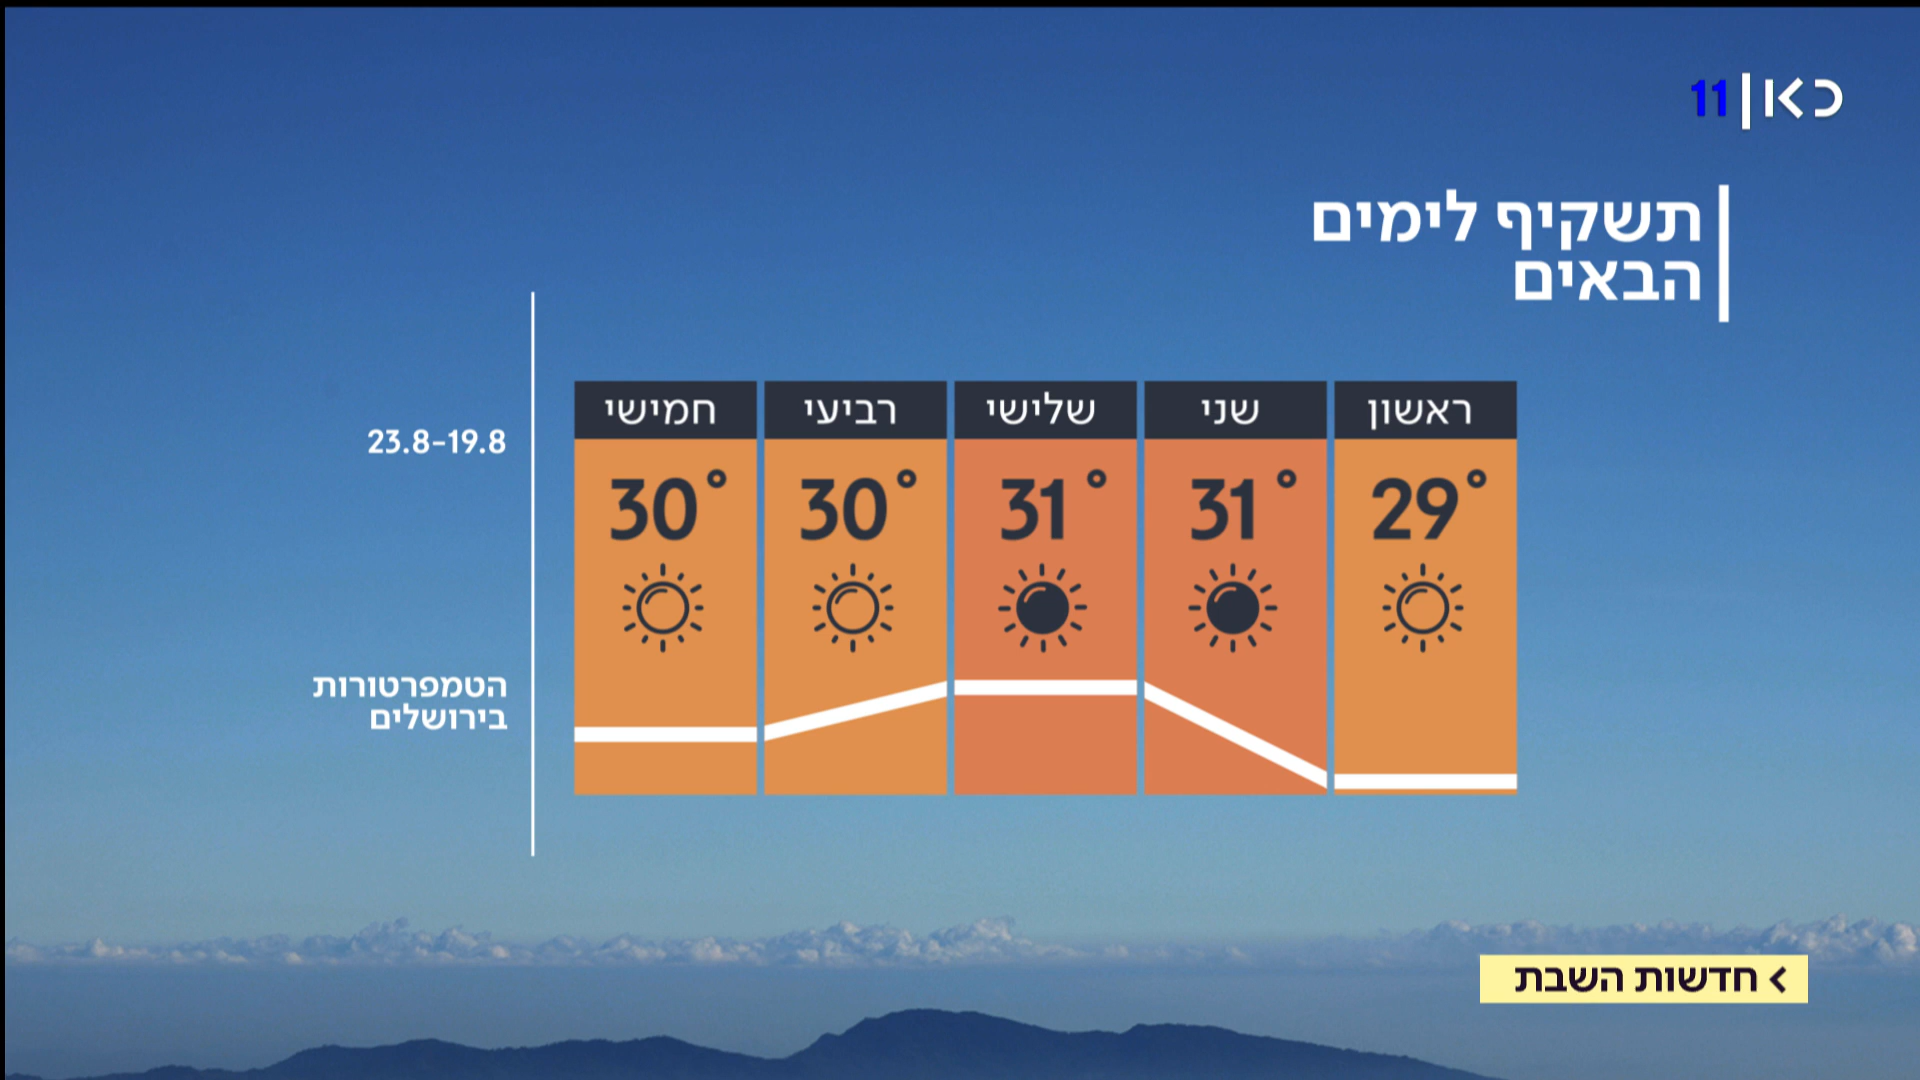 כאן | 11
תשקיף לימים
הבאים
ראשון
שני
שלישי
רביעי
חמישי
29°
31°
31°
30°
30°
23.8-19.8
הטמפרטורות
בירושלים
חדשות השבת